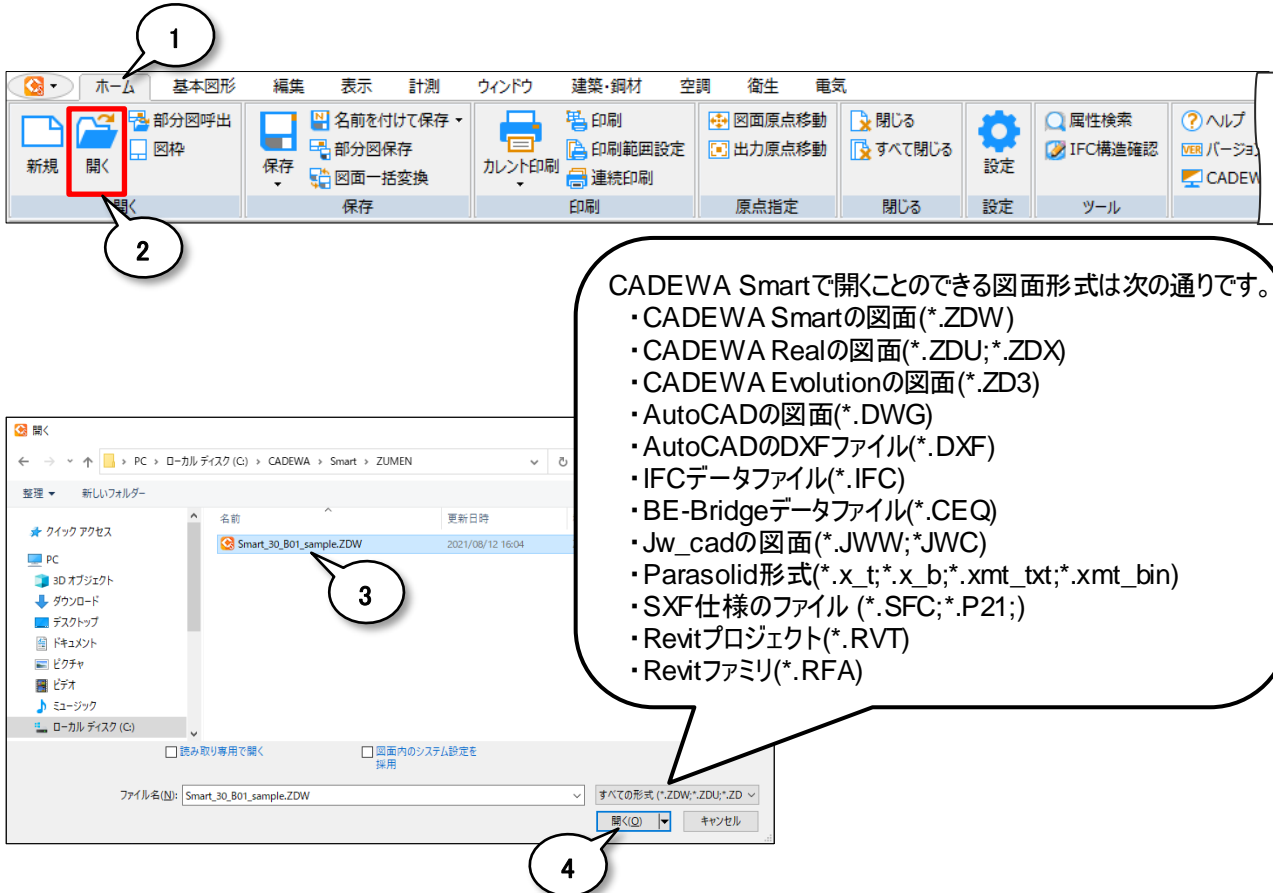 1
ホーム 基本図形 編集 表示 計測 ウィンドウ 建築・鋼材 空調 衛生 電気
新規
開く
部分図呼出
図枠
開く
保存
名前を付けて保存
部分図保存
図面一括変換
保存
カレント印刷
印刷
印刷範囲設定
連続印刷
印刷
図面原点移動
出力原点移動
原点指定
閉じる
すべて閉じる
閉じる
設定
設定
属性検索
IFC構造確認
ツール
ヘルプ
VER バージョン
CADEW
2
CADEWA Smartで開くことのできる図面形式は次の通りです。
・CADEWA Smartの図面(*.ZDW)
・CADEWA Realの図面(*.ZDU;*.ZDX)
・CADEWA Evolutionの図面(*.ZD3)
・AutoCADの図面(*.DWG)
・AutoCADのDXFファイル(*.DXF)
・IFCデータファイル(*.IFC)
・BE-Bridgeデータファイル(*.CEQ)
・Jw_cadの図面(*.JWW;*JWC)
・Parasolid形式(*.x_t;*.x_b;*.xmt_txt;*.xmt_bin)
・SXF仕様のファイル (*.SFC;*.P21;)
・Revitプロジェクト(*.RVT)
・Revitファミリ(*.RFA)
開く
PC › ローカル ディスク (C:) › CADEWA › Smart › ZUMEN
整理 新しいフォルダー
名前 更新日時
Smart_30_B01_sample.ZDW 2021/08/12 16:04
クイック アクセス
PC
3D オブジェクト
ダウンロード
デスクトップ
ドキュメント
ピクチャ
ビデオ
ミュージック
ローカル ディスク (C:)
3
読み取り専用で開く
図面内のシステム設定を
採用
ファイル名(N): Smart_30_B01_sample.ZDW
すべての形式 (*.ZDW;*.ZDU;*.ZD
開く(O) キャンセル
4